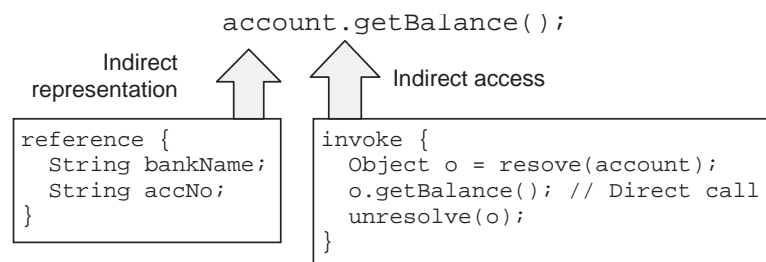 account.getBalance();
Indirect
representation
Indirect access
reference {
String bankName;
String accNo;
}
invoke {
Object o = resove(account);
o.getBalance(); // Direct call
unresolve(o);
}